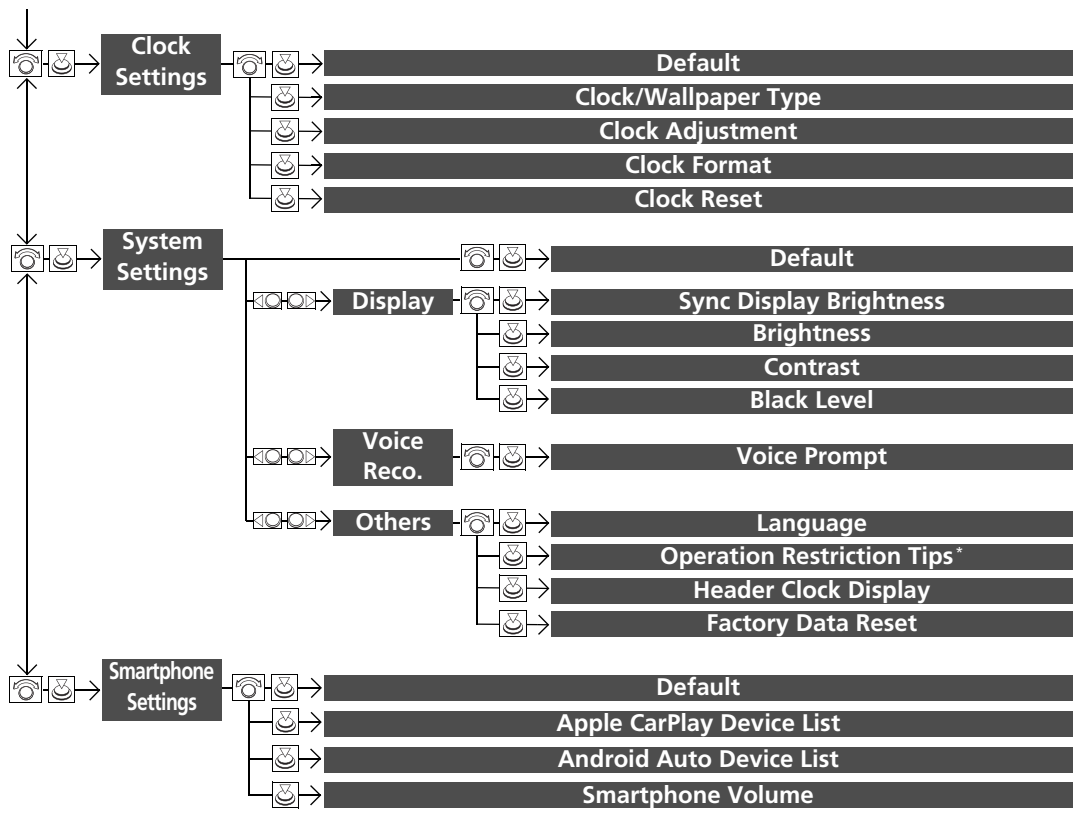 Clock
Settings
Default
Clock/Wallpaper Type
Clock Adjustment
Clock Format
Clock Reset
System
Settings
Default
Display
Sync Display Brightness
Brightness
Contrast
Black Level
Voice
Reco.
Voice Prompt
Others
Language
Operation Restriction Tips*
Header Clock Display
Factory Data Reset
Smartphone
Settings
Default
Apple CarPlay Device List
Android Auto Device List
Smartphone Volume